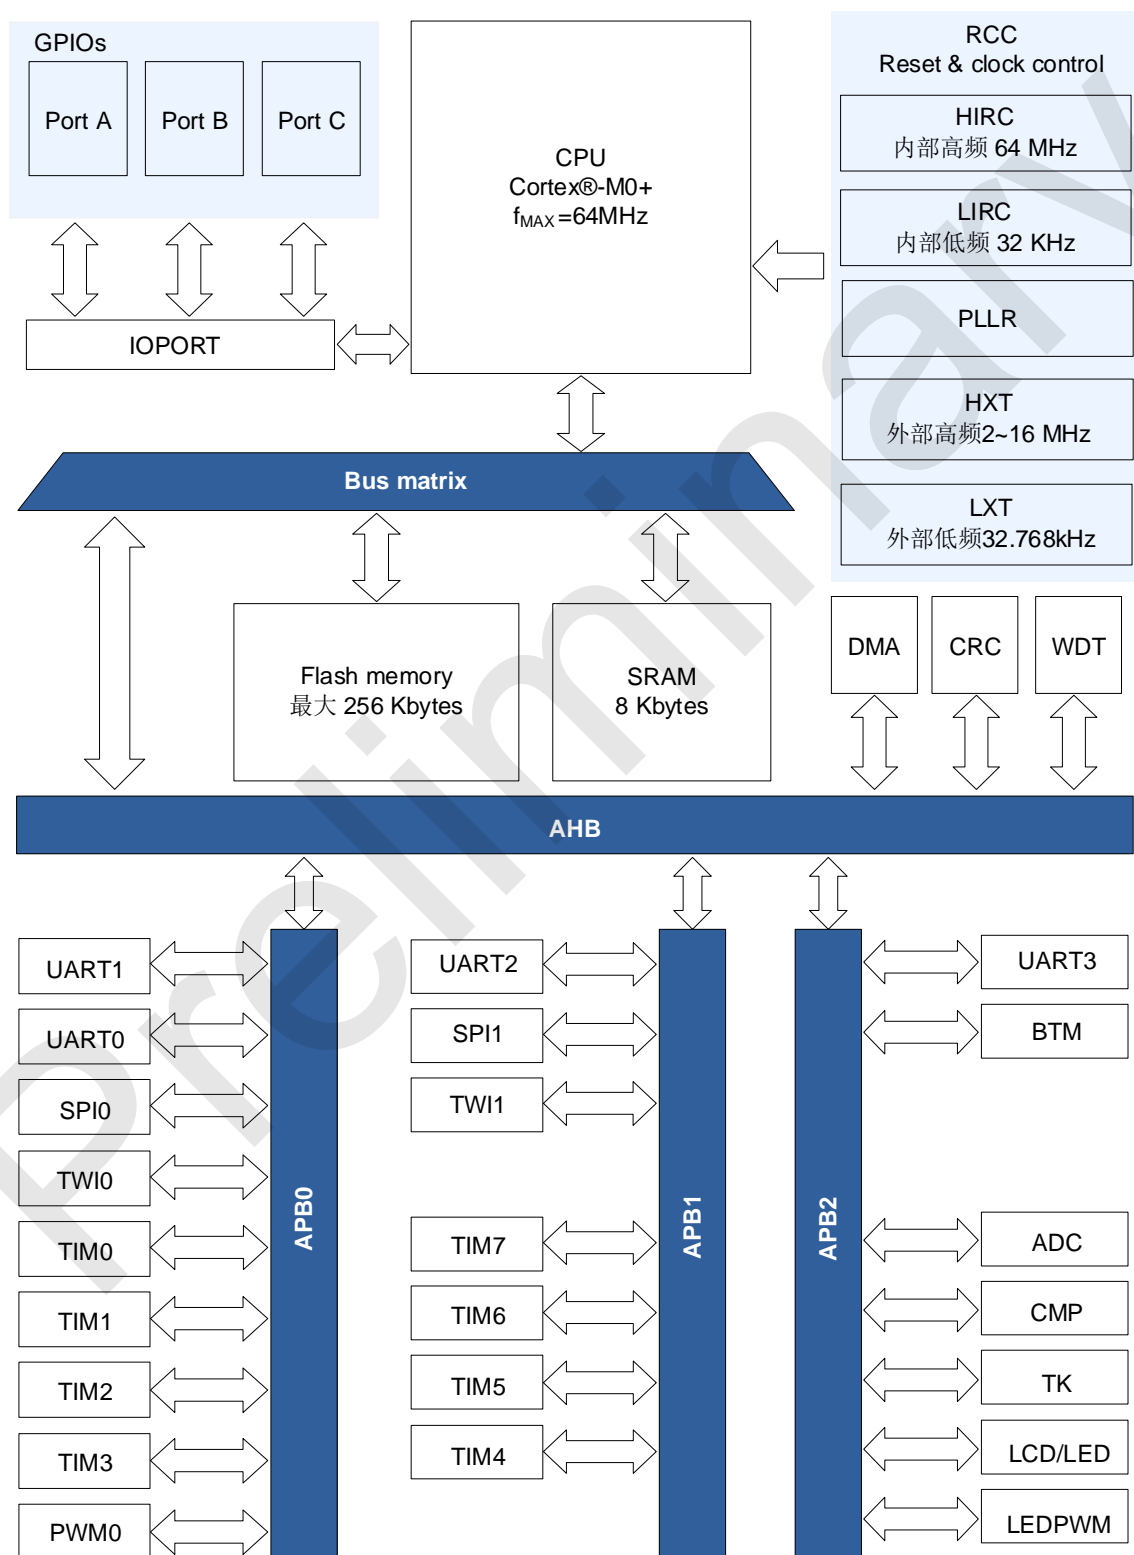 GPIOs
Port A
Port B
Port C
IOPORT
CPU
Cortex®-M0+
fMAX=64MHz
RCC
Reset & clock control
HIRC
内部高频 64 MHz
LIRC
内部低频 32 KHz
PLLR
HXT
外部高频2~16 MHz
LXT
外部低频32.768kHz
Bus matrix
Flash memory
最大 256 Kbytes
SRAM
8 Kbytes
DMA
CRC
WDT
AHB
UART1
UART0
SPI0
TWI0
TIM0
TIM1
TIM2
TIM3
PWM0
APB0
UART2
SPI1
TWI1
TIM7
TIM6
TIM5
TIM4
APB1
APB2
UART3
BTM
ADC
CMP
TK
LCD/LED
LEDPWM
Preliminary